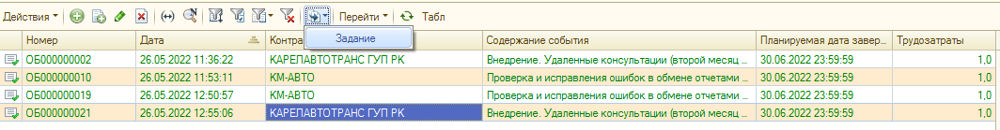 Действия Перейти Табл
Задание
Номер Дата Контра Содержание события Планируемая дата завер... Трудозатраты
ОБ000000002 26.05.2022 11:36:22 КАРЕЛАВТОТРАНС ГУП РК Внедрение. Удаленные консультации (второй месяц ... 30.06.2022 23:59:59 1,0
ОБ000000010 26.05.2022 11:53:11 КМ-АВТО Проверка и исправления ошибок в обмене отчетами ... 30.06.2022 23:59:59 1,0
ОБ000000019 26.05.2022 12:50:57 КМ-АВТО Проверка и исправления ошибок в обмене отчетами ... 30.06.2022 23:59:59 1,0
ОБ000000021 26.05.2022 12:55:06 КАРЕЛАВТОТРАНС ГУП РК Внедрение. Удаленные консультации (второй месяц ... 30.06.2022 23:59:59 1,0